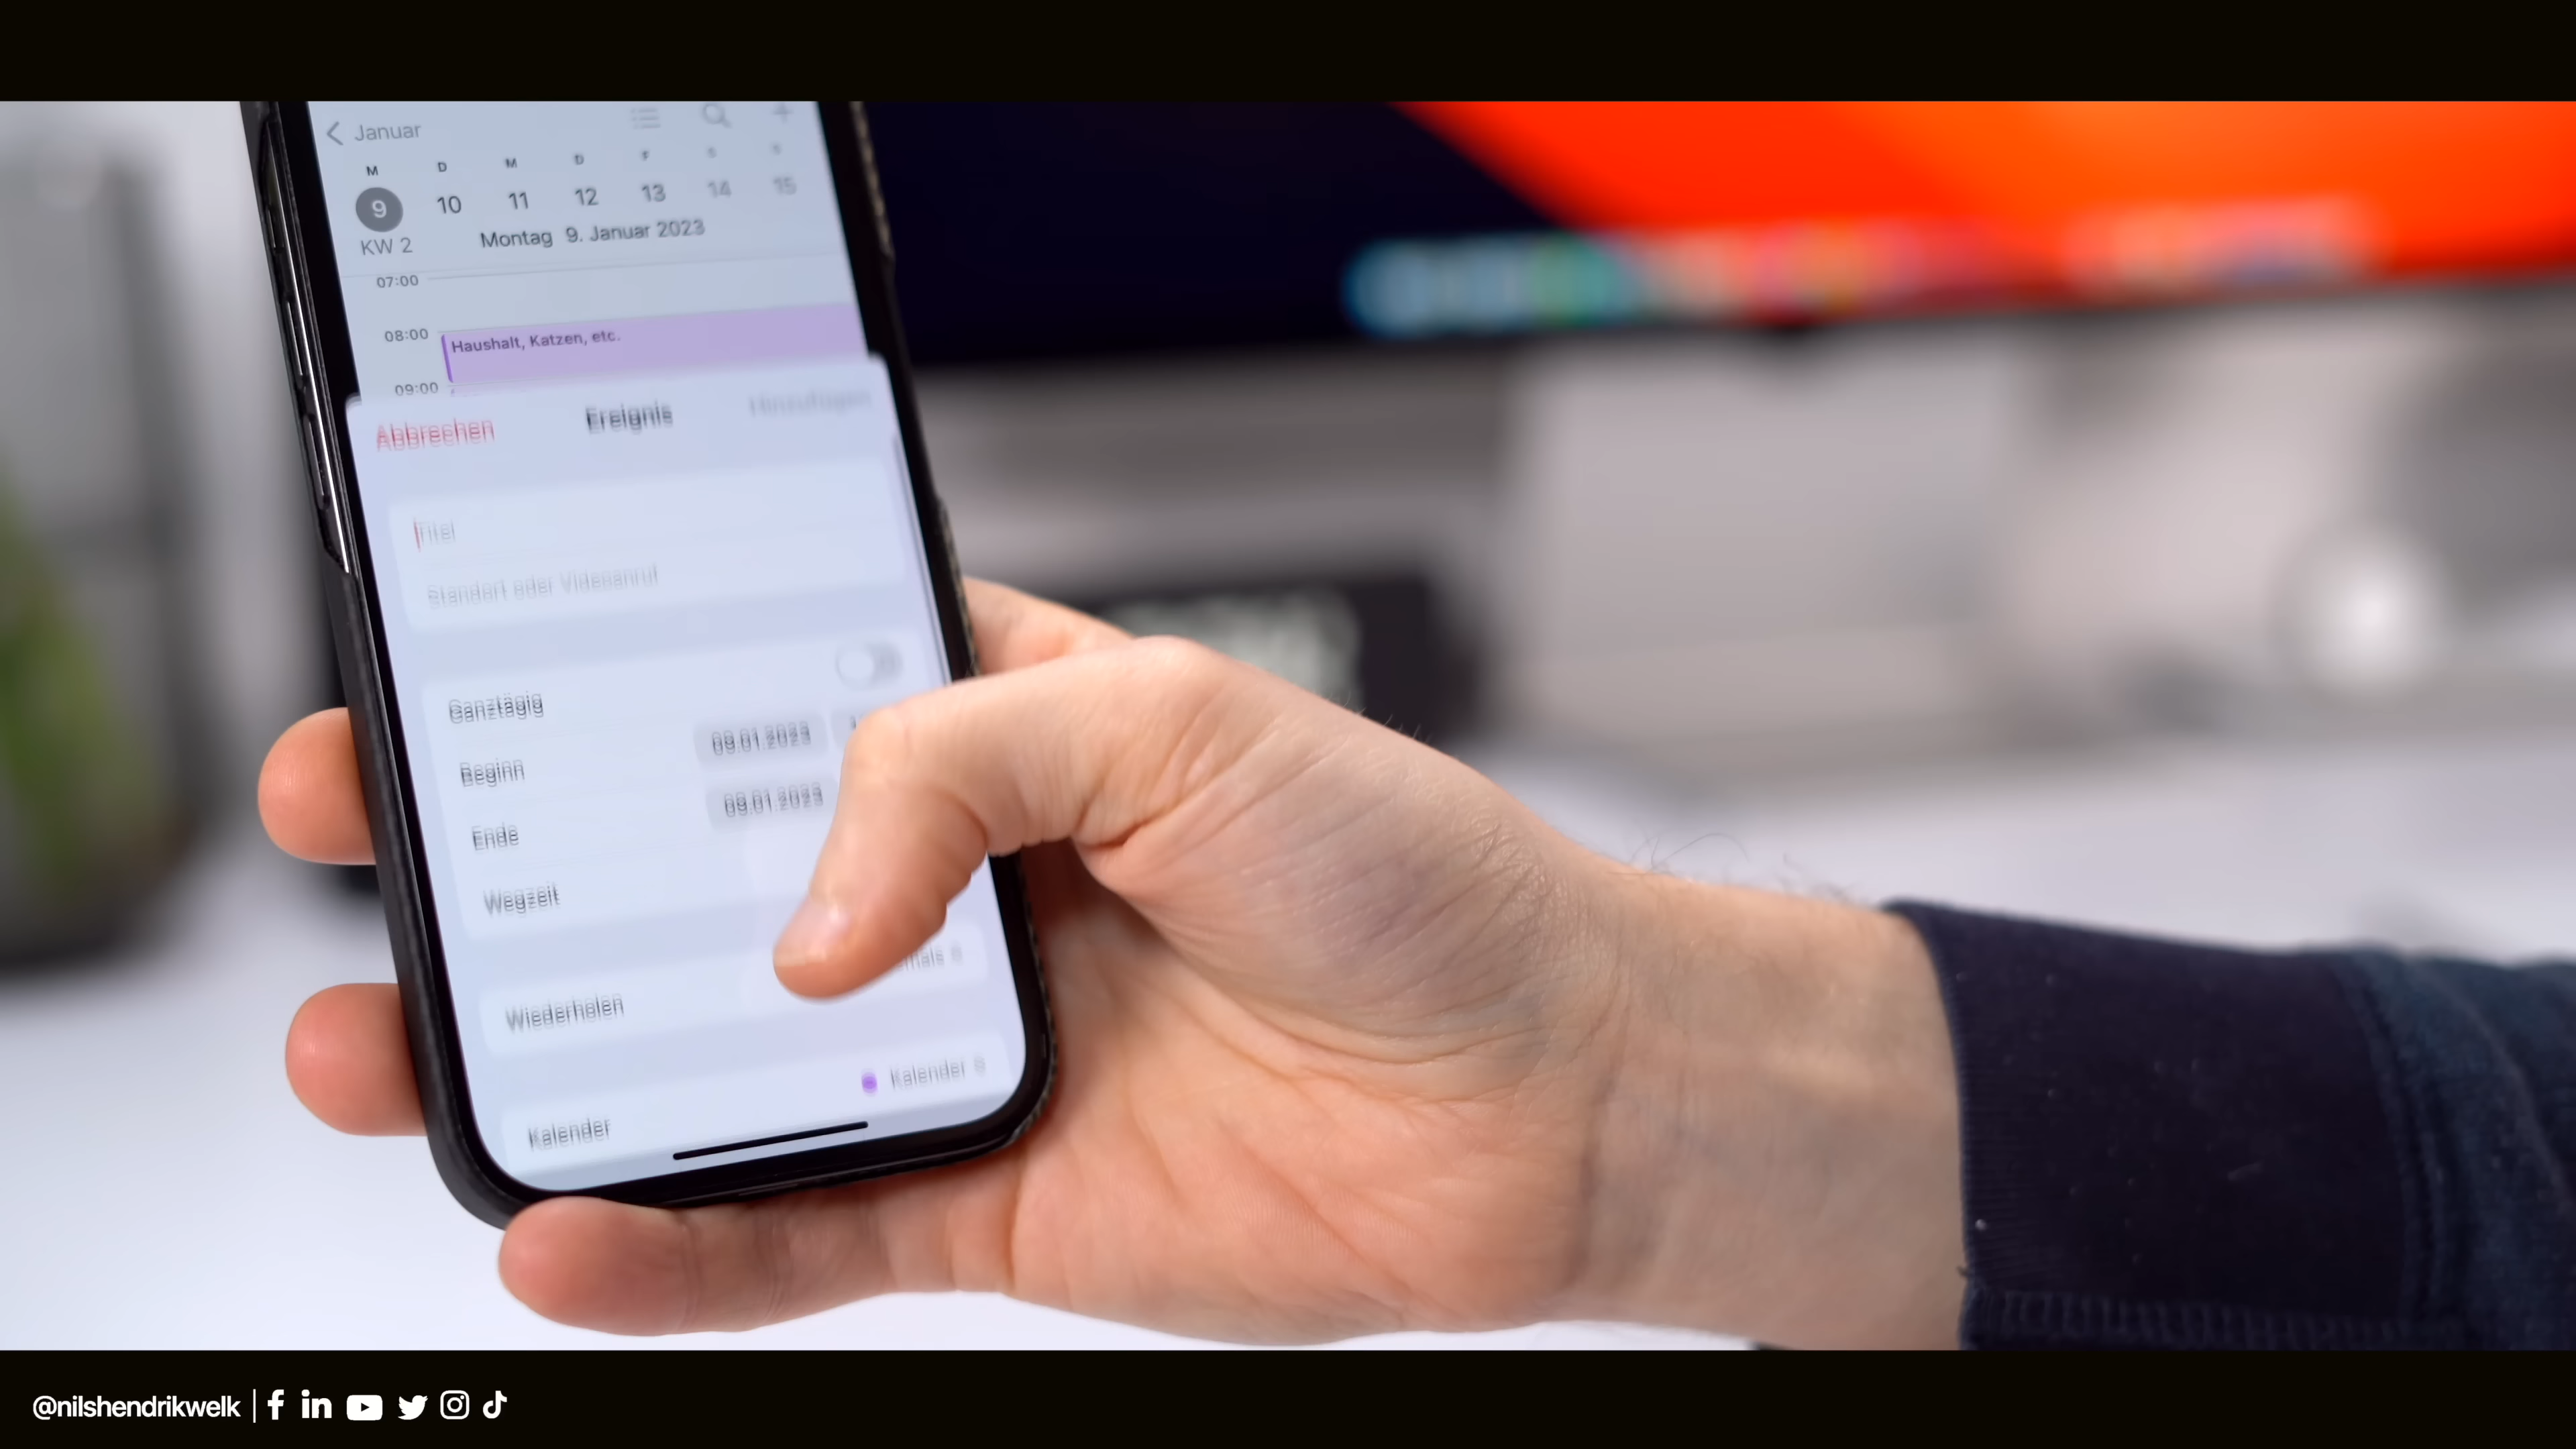 Januar
M D M D F S S
9 10 11 12 13 14 15
KW 2 Montag 9. Januar 2023
07:00
08:00 Haushalt, Katzen, etc.
09:00
Abbrechen Ereignis Hinzufügen
Titel
Standort oder Videoanruf
Ganztägig
Beginn 09.01.2023
Ende 09.01.2023
Wegzeit
Wiederholen
Kalender Kalender
@nilshendrikwelk